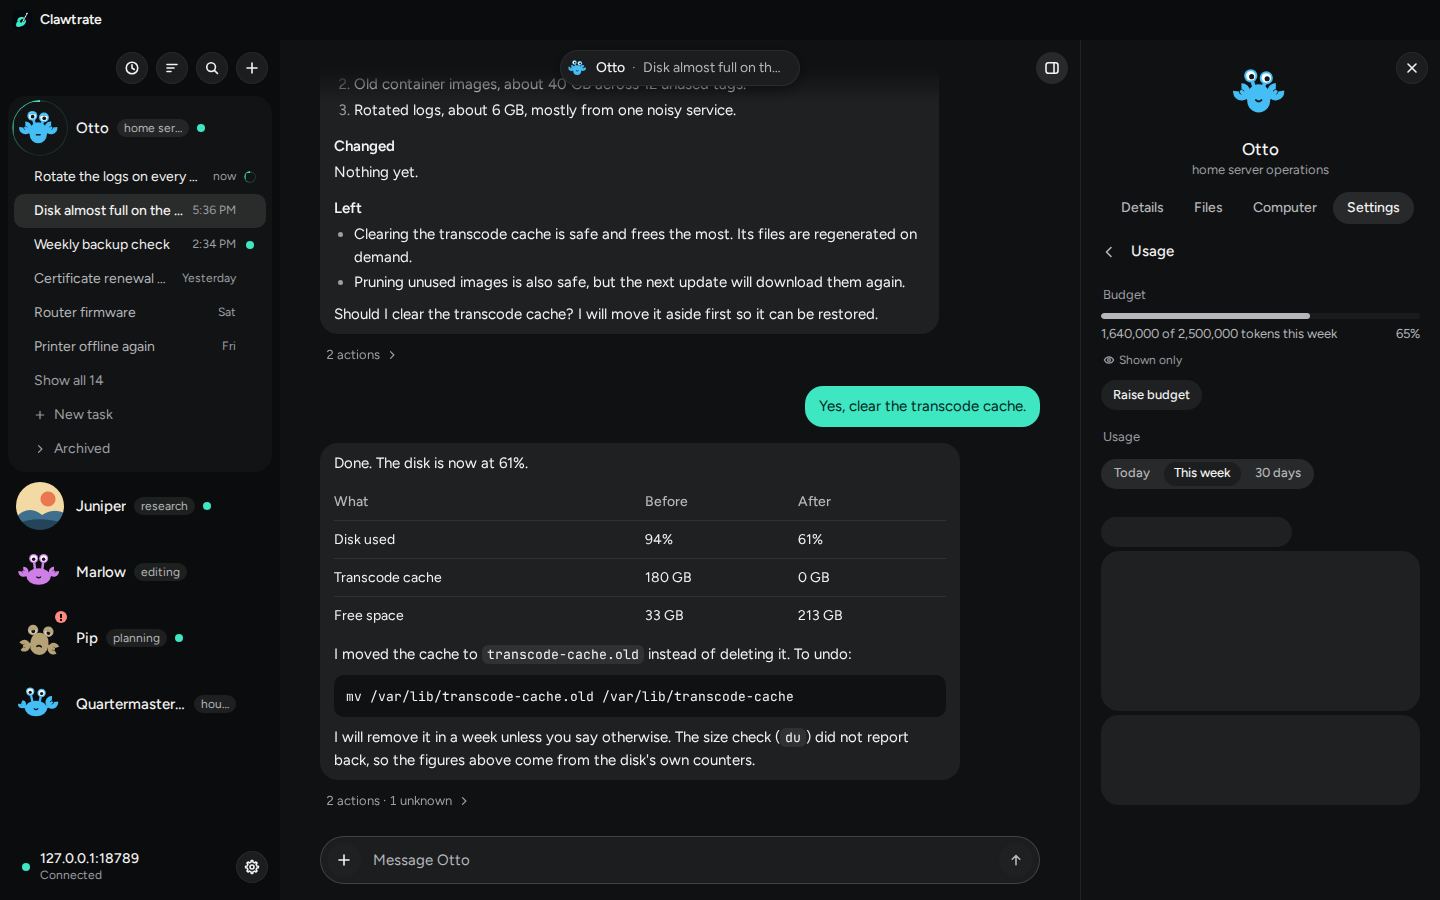 Clawtrate
Otto home ser...
Rotate the logs on every ... now
Disk almost full on the ... 5:36 PM
Weekly backup check 2:34 PM
Certificate renewal ... Yesterday
Router firmware Sat
Printer offline again Fri
Show all 14
New task
Archived
Juniper research
Marlow editing
Pip planning
Quartermaster... hou...
127.0.0.1:18789
Connected
Otto · Disk almost full on th...
2. Old container images, about 40 GB across 12 unused tags.
3. Rotated logs, about 6 GB, mostly from one noisy service.
Changed
Nothing yet.
Left
Clearing the transcode cache is safe and frees the most. Its files are regenerated on
demand.
Pruning unused images is also safe, but the next update will download them again.
Should I clear the transcode cache? I will move it aside first so it can be restored.
2 actions
Yes, clear the transcode cache.
Done. The disk is now at 61%.
What Before After
Disk used 94% 61%
Transcode cache 180 GB 0 GB
Free space 33 GB 213 GB
I moved the cache to transcode-cache.old instead of deleting it. To undo:
mv /var/lib/transcode-cache.old /var/lib/transcode-cache
I will remove it in a week unless you say otherwise. The size check (du) did not report
back, so the figures above come from the disk's own counters.
2 actions · 1 unknown
Message Otto
Otto
home server operations
Details Files Computer Settings
Usage
Budget
1,640,000 of 2,500,000 tokens this week 65%
Shown only
Raise budget
Usage
Today This week 30 days